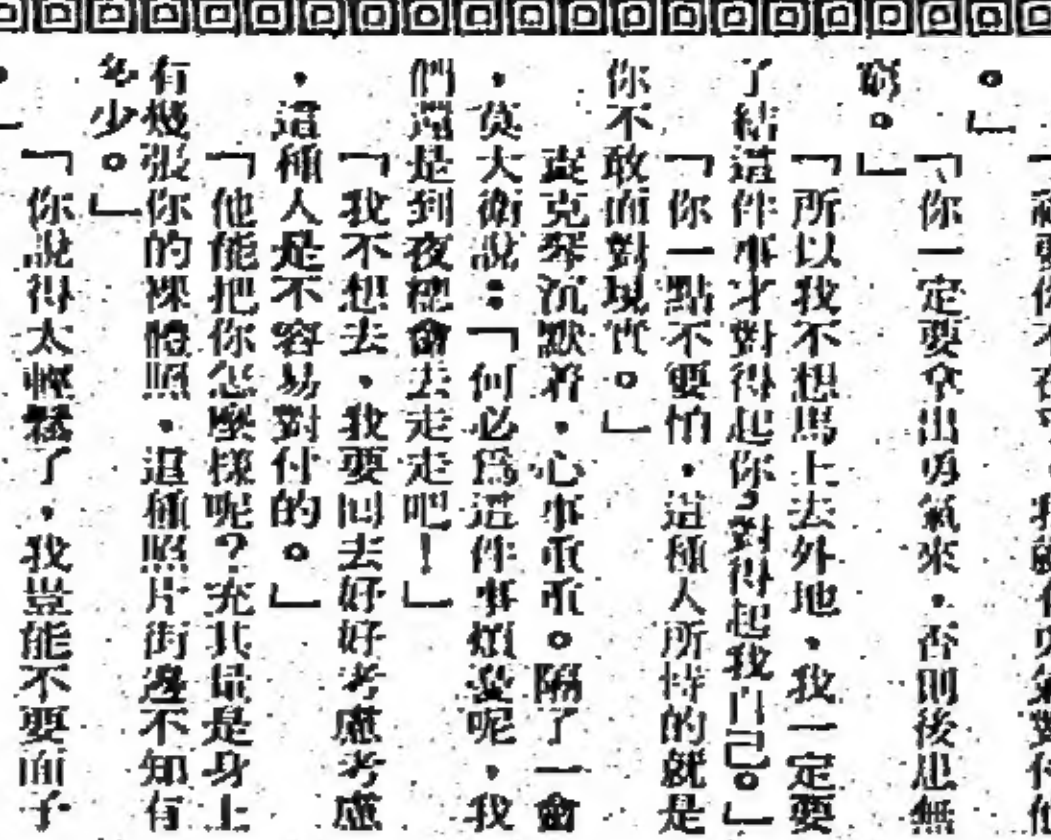 。」
「你一定要拿出勇氣來,否則後患無
窮。」
「所以我不想馬上去外地,我一定要
了結這件事才對得起你,對得起我自己。」
「你一點不要怕,這種人所恃的就是
你不敢面對現實。」
克琴沉默着,心事重重。隔了一會
,莫大衛說:「何必爲這件事煩惱呢,我
們還是到夜總會去走走吧!」
「我不想去,我要回去好好考慮考慮
,這種人是不容易對付的。」
「他能把你怎麼樣呢?充其量是身上
有幾張你的裸體照,這種照片街邊不知有
多少。」
「你說得太輕鬆了,我豈能不要面子